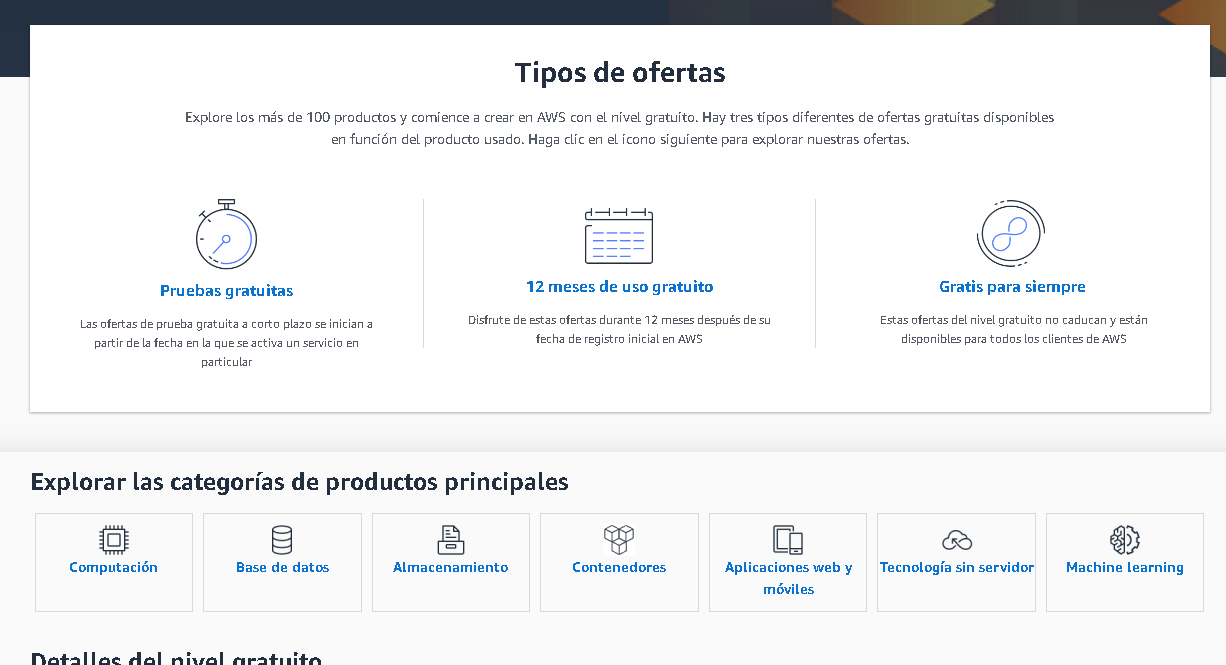 Tipos de ofertas
Explore los más de 100 productos y comience a crear en AWS con el nivel gratuito. Hay tres tipos diferentes de ofertas gratuitas disponibles
en función del producto usado. Haga clic en el icono siguiente para explorar nuestras ofertas.
Pruebas gratuitas
Las ofertas de prueba gratuita a corto plazo se inician a
partir de la fecha en la que se activa un servicio en
particular
12 meses de uso gratuito
Disfrute de estas ofertas durante 12 meses después de su
fecha de registro inicial en AWS
Gratis para siempre
Estas ofertas del nivel gratuito no caducan y están
disponibles para todos los clientes de AWS
Explorar las categorías de productos principales
Computación
Base de datos
Almacenamiento
Contenedores
Aplicaciones web y
móviles
Tecnología sin servidor
Machine learning
Detalles del nivel gratuito